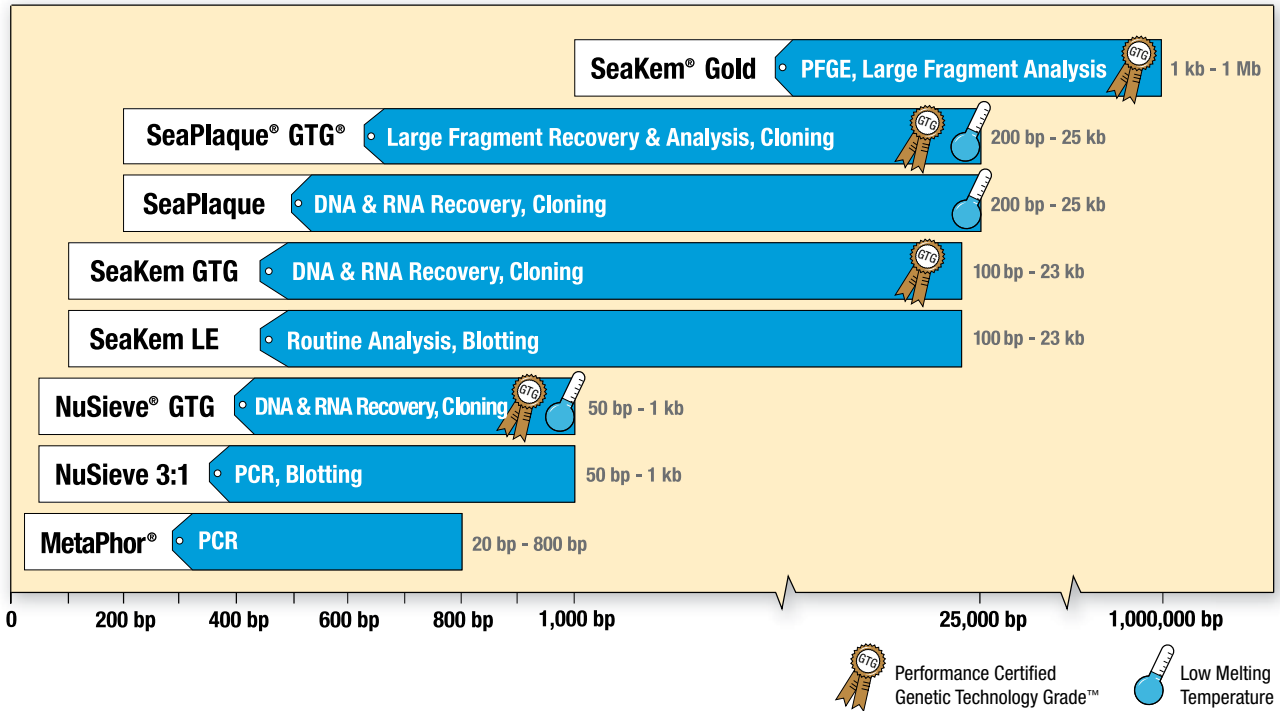 SeaKem® Gold PFGE, Large Fragment Analysis GTG 1 kb - 1 Mb
SeaPlaque® GTG® Large Fragment Recovery & Analysis, Cloning GTG 200 bp - 25 kb
SeaPlaque DNA & RNA Recovery, Cloning 200 bp - 25 kb
SeaKem GTG DNA & RNA Recovery, Cloning GTG 100 bp - 23 kb
SeaKem LE Routine Analysis, Blotting 100 bp - 23 kb
NuSieve® GTG DNA & RNA Recovery, Cloning GTG 50 bp - 1 kb
NuSieve 3:1 PCR, Blotting 50 bp - 1 kb
MetaPhor® PCR 20 bp - 800 bp
0 200 bp 400 bp 600 bp 800 bp 1,000 bp 25,000 bp 1,000,000 bp
GTG Performance Certified Low Melting
Genetic Technology Grade™ Temperature